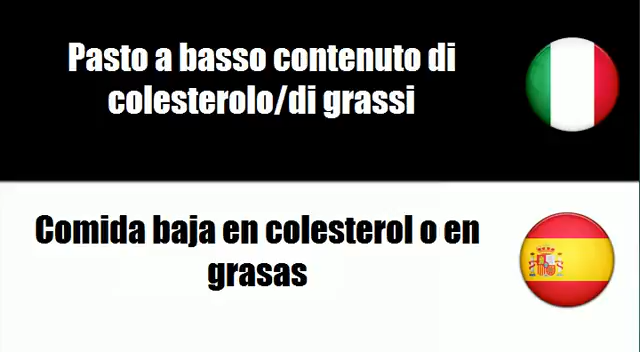 Pasto a basso contenuto di
colesterolo/di grassi
Comida baja en colesterol o en
grasas